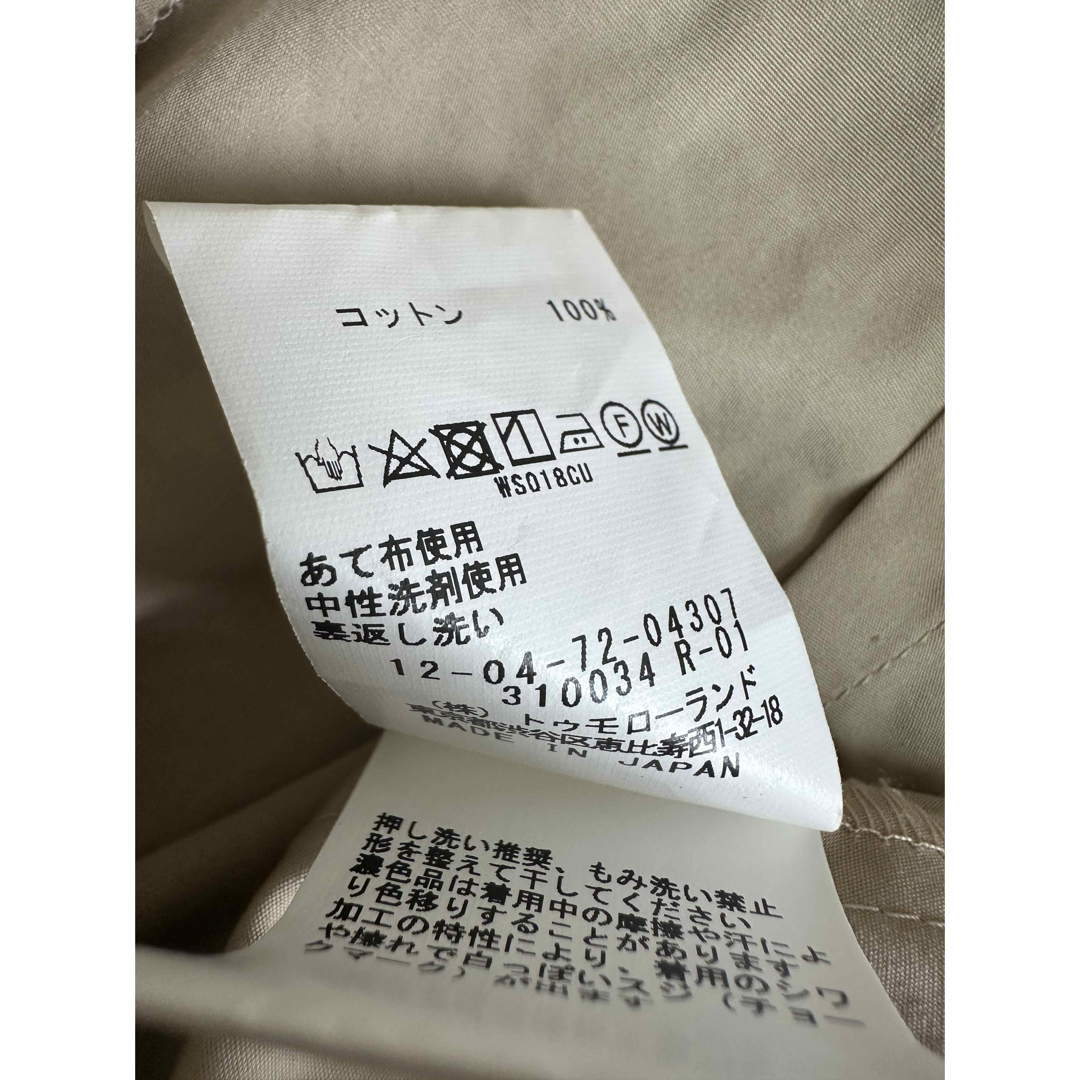 コットン 100%
F W
WS018CU
あて布使用
中性洗剤使用
裏返し洗い
12-04-72-04307
310034 R-01
(株)トゥモローランド
東京都渋谷区恵比寿西1-32-18
MADE IN JAPAN
押し洗い推奨、もみ洗い禁止
形を整えて干してください
濃色品は着用中の摩擦や汗によ
り色移りすることがあります
加工の特性により、着用のシワ
や擦れで白っぽいスジ(チョー
クマーク)が出ます